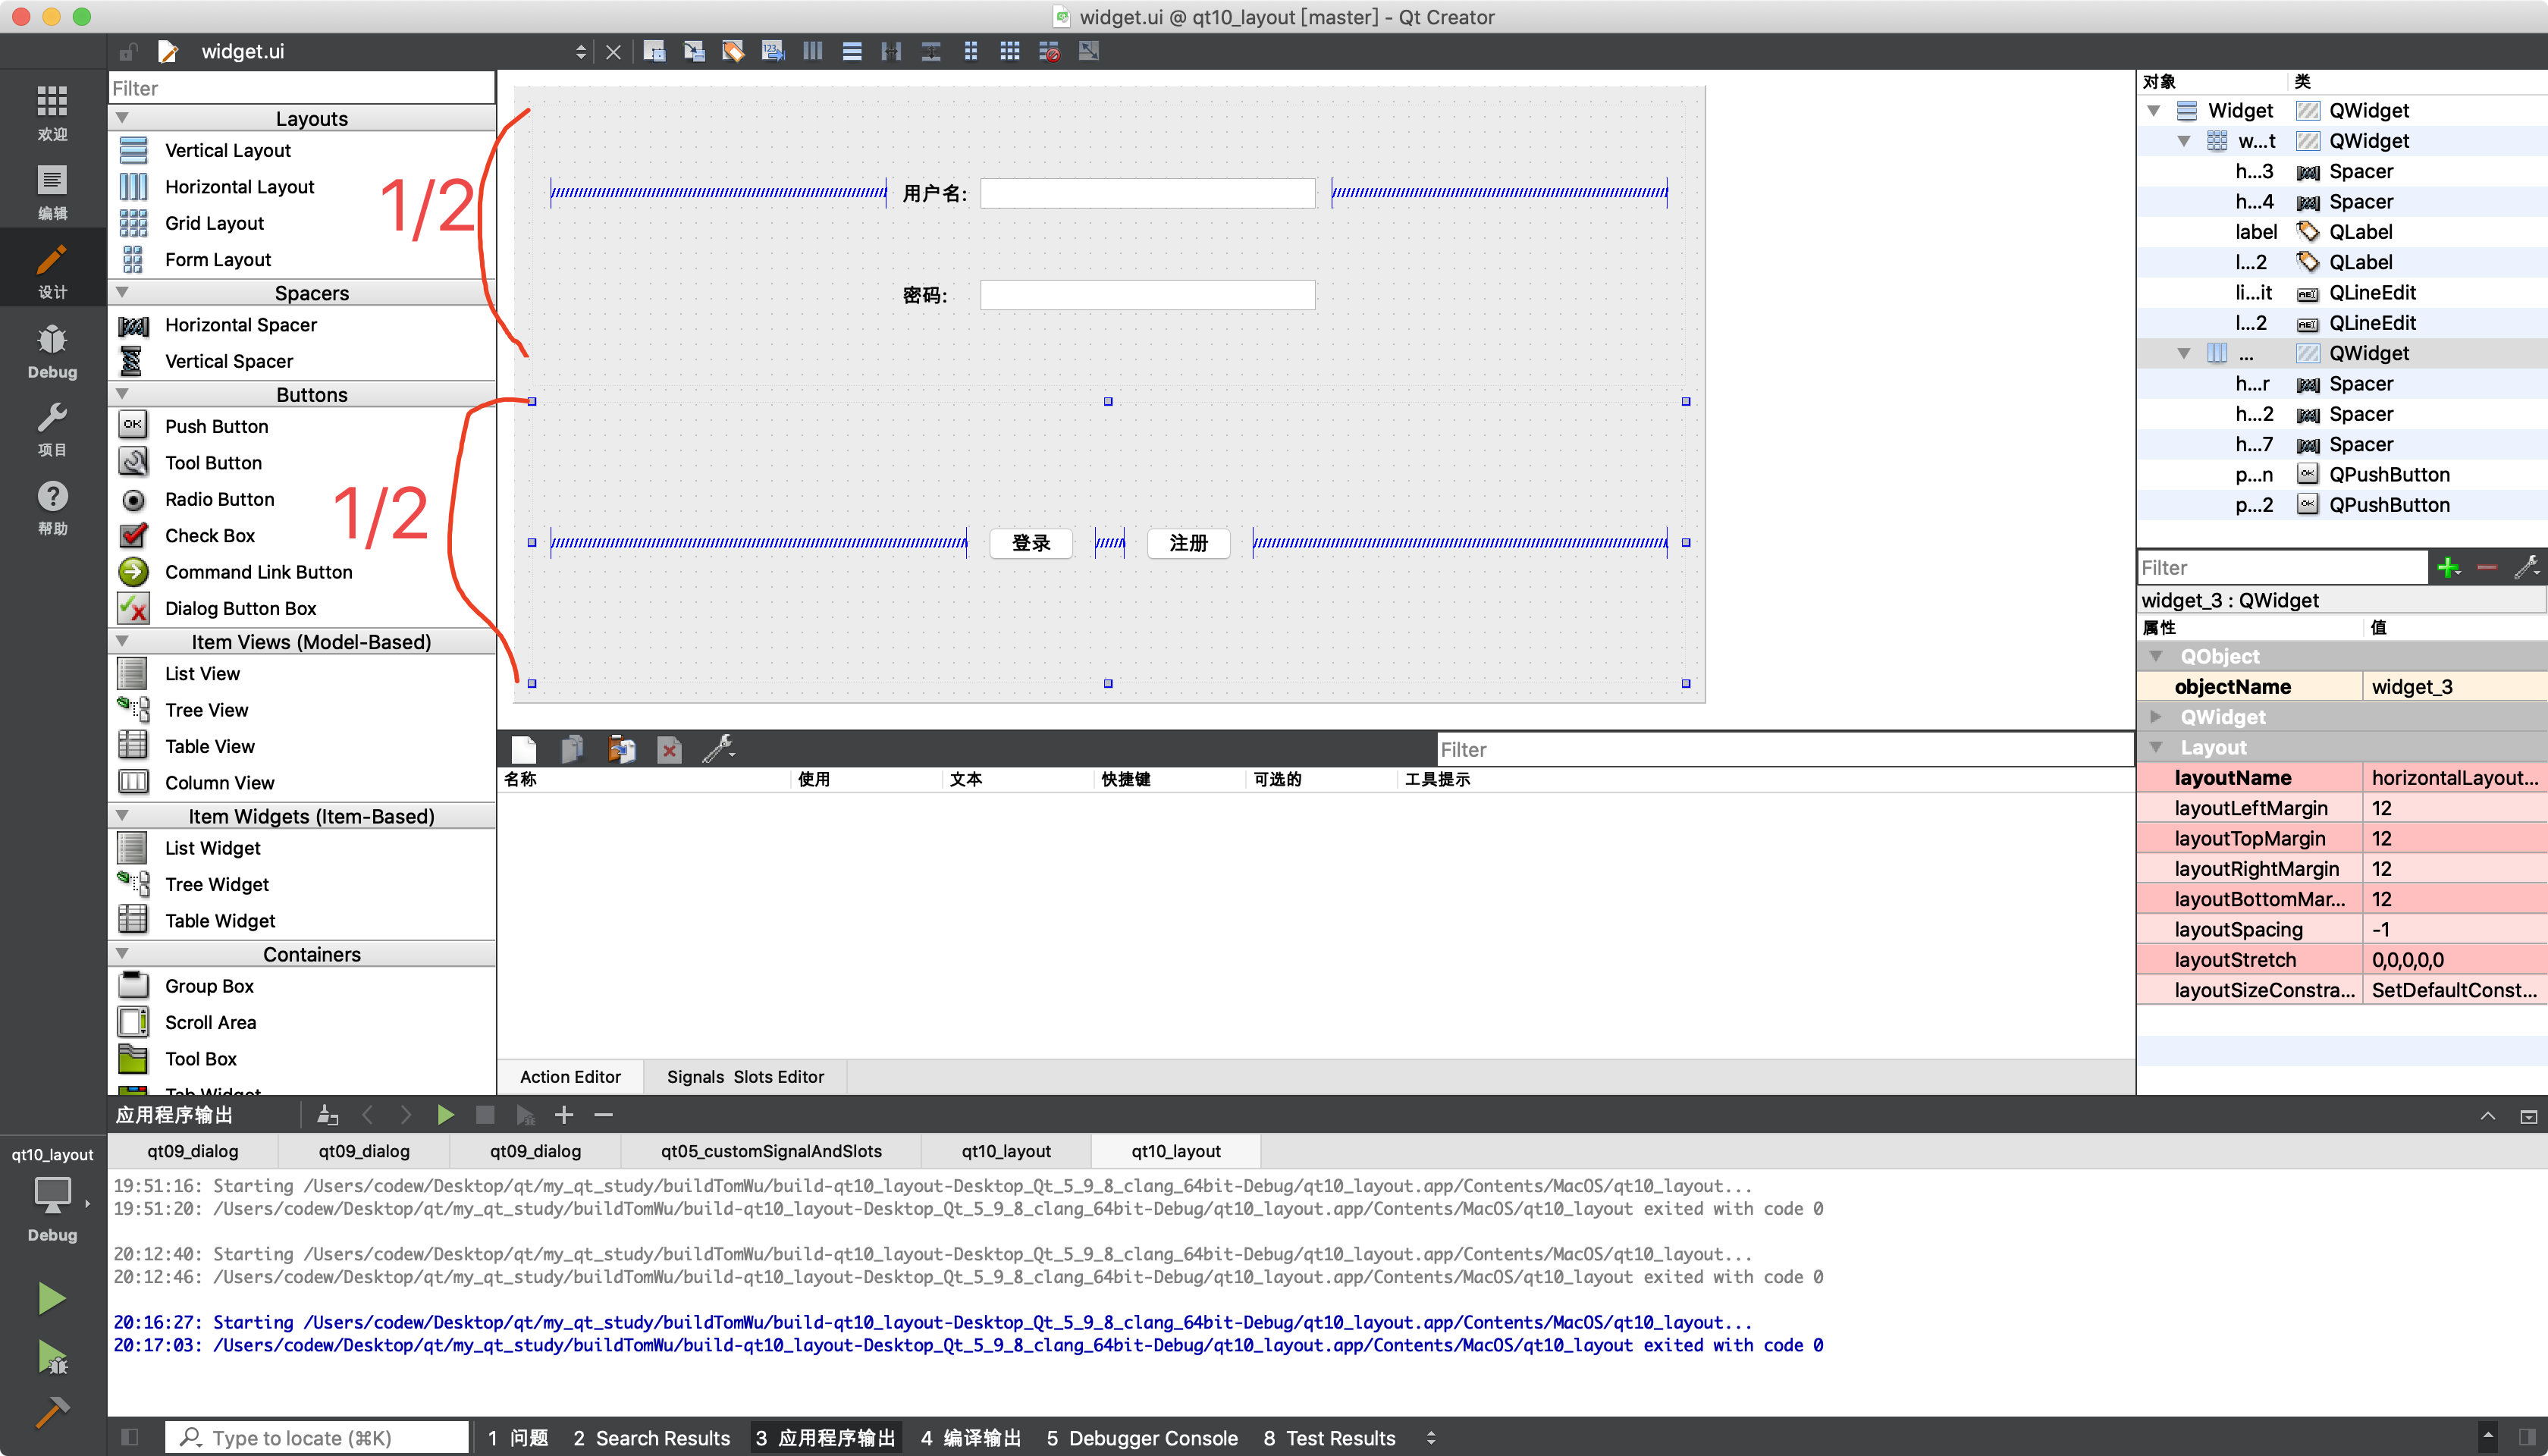 widget.ui @ qt10_layout [master] - Qt Creator
widget.ui
欢迎
编辑
设计
Debug
项目
帮助
Filter
Layouts
Vertical Layout
Horizontal Layout
Grid Layout
Form Layout
Spacers
Horizontal Spacer
Vertical Spacer
Buttons
Push Button
Tool Button
Radio Button
Check Box
Command Link Button
Dialog Button Box
Item Views (Model-Based)
List View
Tree View
Table View
Column View
Item Widgets (Item-Based)
List Widget
Tree Widget
Table Widget
Containers
Group Box
Scroll Area
Tool Box
Tab Widget
1/2
用户名:
密码:
1/2
登录
注册
Filter
名称 使用 文本 快捷键 可选的 工具提示
Action Editor Signals Slots Editor
对象 类
Widget QWidget
w...t QWidget
h...3 Spacer
h...4 Spacer
label QLabel
l...2 QLabel
li...it QLineEdit
l...2 QLineEdit
... QWidget
h...r Spacer
h...2 Spacer
h...7 Spacer
p...n QPushButton
p...2 QPushButton
Filter
widget_3 : QWidget
属性 值
QObject
objectName widget_3
QWidget
Layout
layoutName horizontalLayout...
layoutLeftMargin 12
layoutTopMargin 12
layoutRightMargin 12
layoutBottomMar... 12
layoutSpacing -1
layoutStretch 0,0,0,0,0
layoutSizeConstra... SetDefaultConst...
应用程序输出
qt09_dialog qt09_dialog qt09_dialog qt05_customSignalAndSlots qt10_layout qt10_layout
19:51:16: Starting /Users/codew/Desktop/qt/my_qt_study/buildTomWu/build-qt10_layout-Desktop_Qt_5_9_8_clang_64bit-Debug/qt10_layout.app/Contents/MacOS/qt10_layout...
19:51:20: /Users/codew/Desktop/qt/my_qt_study/buildTomWu/build-qt10_layout-Desktop_Qt_5_9_8_clang_64bit-Debug/qt10_layout.app/Contents/MacOS/qt10_layout exited with code 0
20:12:40: Starting /Users/codew/Desktop/qt/my_qt_study/buildTomWu/build-qt10_layout-Desktop_Qt_5_9_8_clang_64bit-Debug/qt10_layout.app/Contents/MacOS/qt10_layout...
20:12:46: /Users/codew/Desktop/qt/my_qt_study/buildTomWu/build-qt10_layout-Desktop_Qt_5_9_8_clang_64bit-Debug/qt10_layout.app/Contents/MacOS/qt10_layout exited with code 0
20:16:27: Starting /Users/codew/Desktop/qt/my_qt_study/buildTomWu/build-qt10_layout-Desktop_Qt_5_9_8_clang_64bit-Debug/qt10_layout.app/Contents/MacOS/qt10_layout...
20:17:03: /Users/codew/Desktop/qt/my_qt_study/buildTomWu/build-qt10_layout-Desktop_Qt_5_9_8_clang_64bit-Debug/qt10_layout.app/Contents/MacOS/qt10_layout exited with code 0
qt10_layout
Debug
Type to locate (⌘K) 1 问题 2 Search Results 3 应用程序输出 4 编译输出 5 Debugger Console 8 Test Results